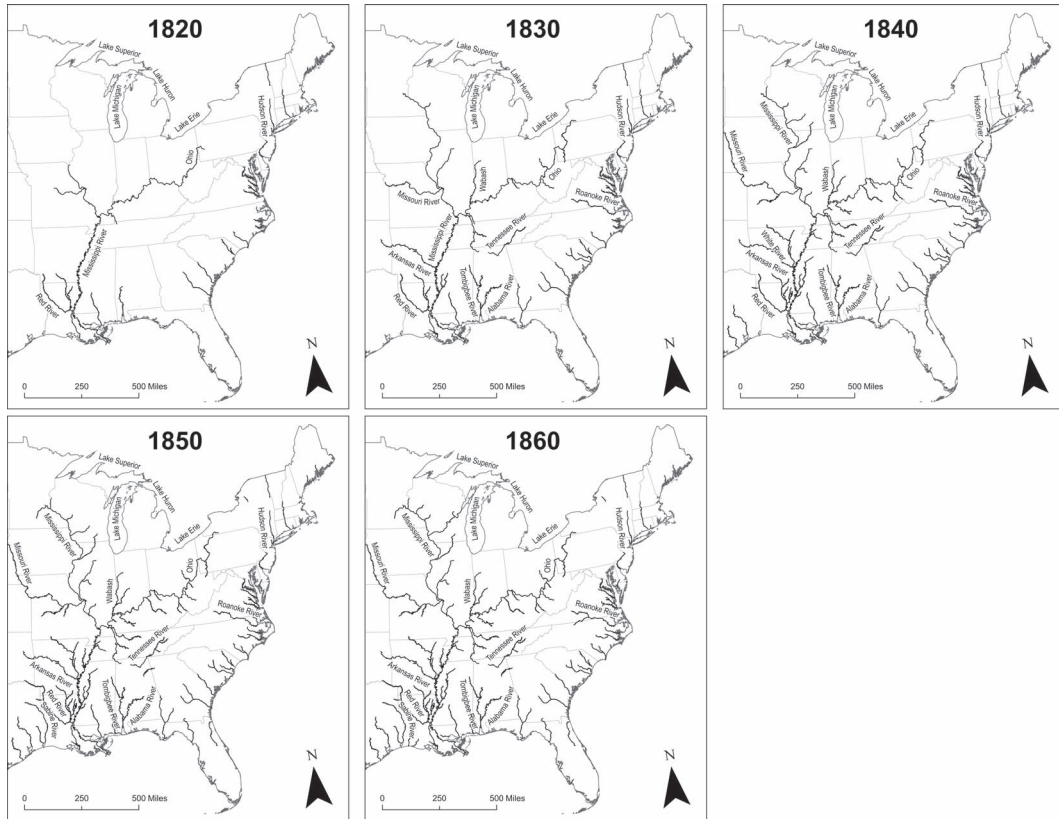 1820
Lake Superior
Lake Huron
Lake Michigan
Lake Erie
Hudson River
Ohio
Mississippi River
Red River
N
0 250 500 Miles
1830
Lake Superior
Lake Huron
Lake Michigan
Lake Erie
Hudson River
Wabash
Ohio
Missouri River
Roanoke River
Mississippi River
Tennessee River
Arkansas River
Tombigbee River
Alabama River
Red River
N
0 250 500 Miles
1840
Lake Superior
Lake Huron
Lake Michigan
Mississippi River
Lake Erie
Hudson River
Missouri River
Wabash
Ohio
Roanoke River
White River
Tennessee River
Arkansas River
Tombigbee River
Alabama River
Red River
N
0 250 500 Miles
1850
Lake Superior
Lake Huron
Lake Michigan
Mississippi River
Lake Erie
Hudson River
Missouri River
Wabash
Ohio
Roanoke River
Tennessee River
Arkansas River
Red River
Tombigbee River
Alabama River
Sabine River
N
0 250 500 Miles
1860
Lake Superior
Lake Huron
Lake Michigan
Mississippi River
Lake Erie
Hudson River
Missouri River
Wabash
Ohio
Roanoke River
Tennessee River
Arkansas River
Red River
Tombigbee River
Alabama River
Sabine River
N
0 250 500 Miles